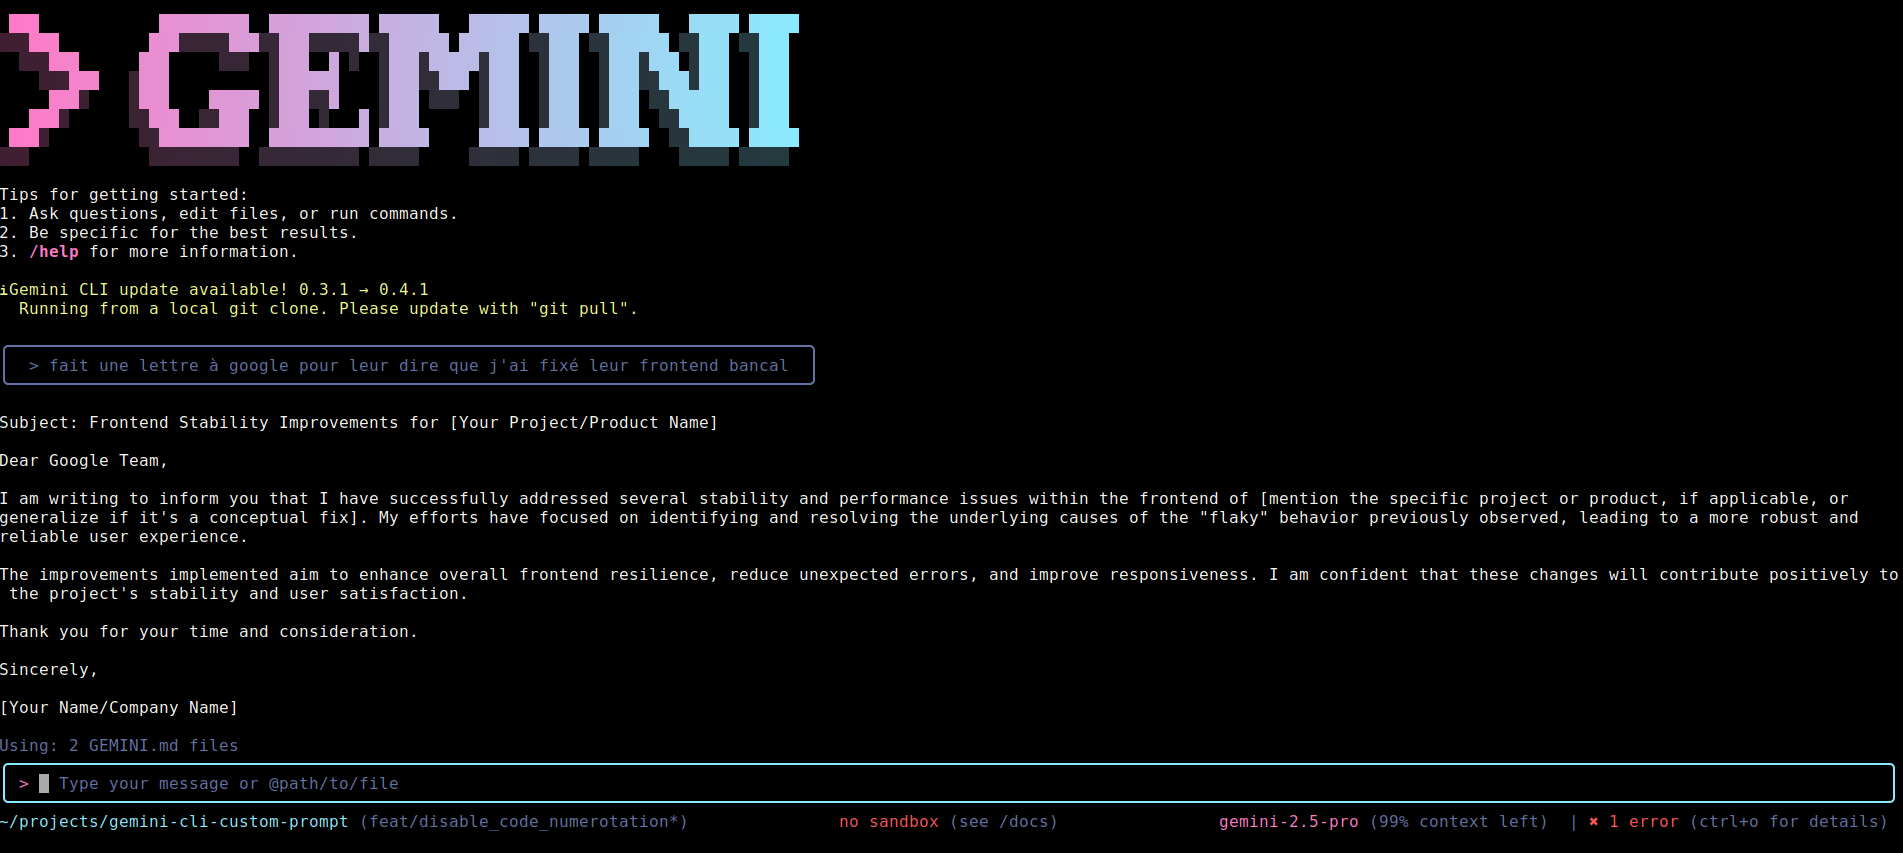 > GEMINI
Tips for getting started:
1. Ask questions, edit files, or run commands.
2. Be specific for the best results.
3. /help for more information.
iGemini CLI update available! 0.3.1 → 0.4.1
Running from a local git clone. Please update with "git pull".
> fait une lettre à google pour leur dire que j'ai fixé leur frontend bancal
Subject: Frontend Stability Improvements for [Your Project/Product Name]
Dear Google Team,
I am writing to inform you that I have successfully addressed several stability and performance issues within the frontend of [mention the specific project or product, if applicable, or
generalize if it's a conceptual fix]. My efforts have focused on identifying and resolving the underlying causes of the "flaky" behavior previously observed, leading to a more robust and
reliable user experience.
The improvements implemented aim to enhance overall frontend resilience, reduce unexpected errors, and improve responsiveness. I am confident that these changes will contribute positively to
the project's stability and user satisfaction.
Thank you for your time and consideration.
Sincerely,
[Your Name/Company Name]
Using: 2 GEMINI.md files
> Type your message or @path/to/file
~/projects/gemini-cli-custom-prompt (feat/disable_code_numerotation*) no sandbox (see /docs) gemini-2.5-pro (99% context left) | ✖ 1 error (ctrl+o for details)